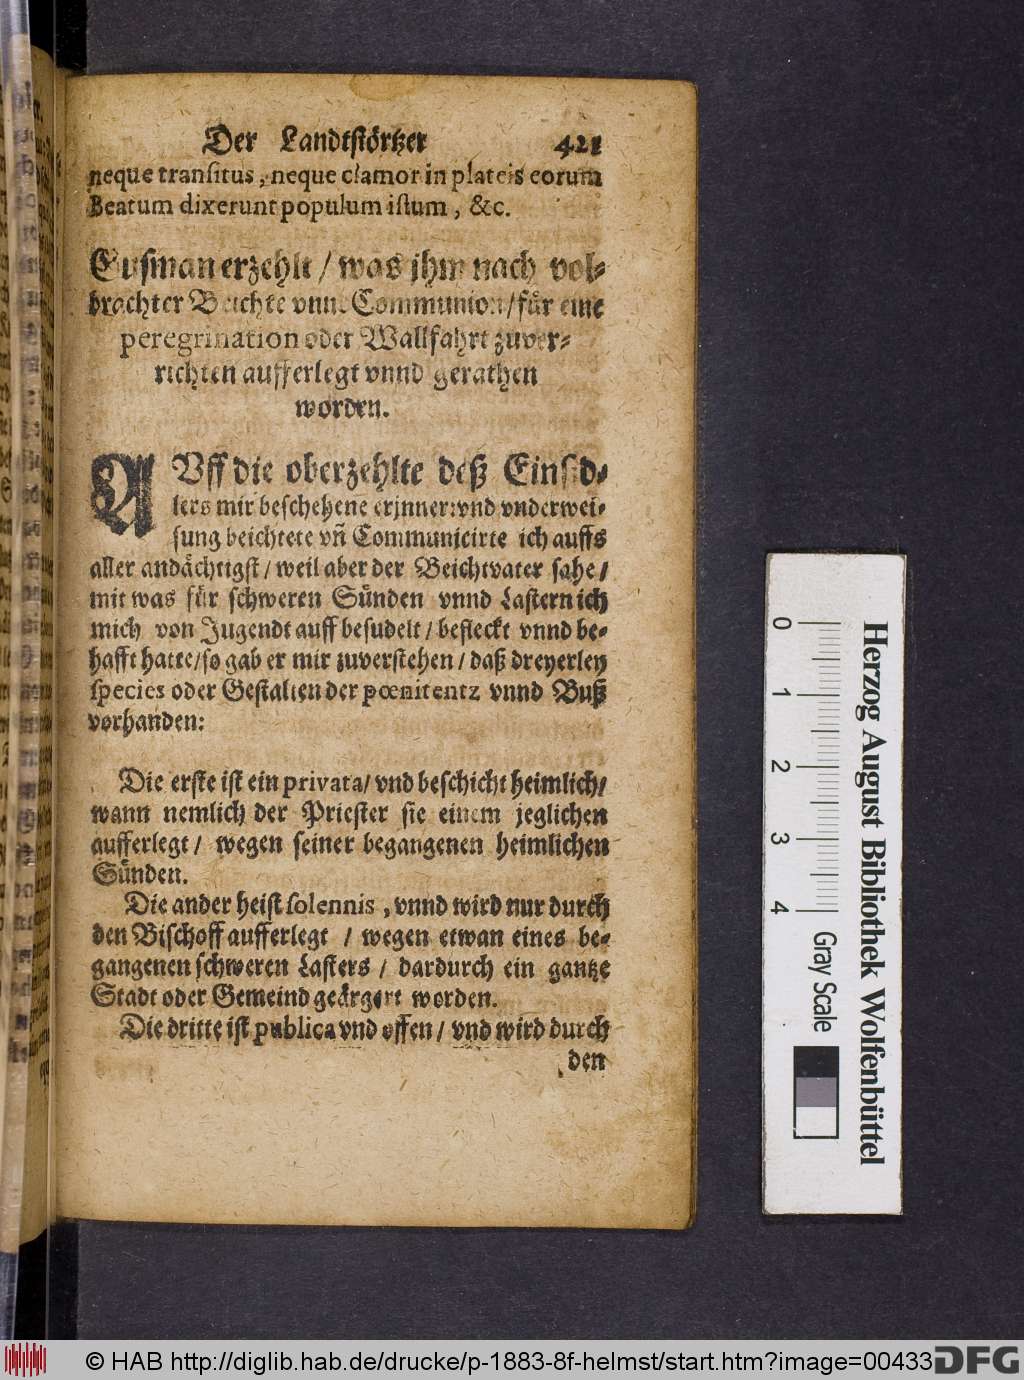 Der Landtstörtzer 421
neque transitus, neque clamor in plateis eorum
Beatum dixerunt populum istum, &c.
Gusman erzehlt / was jhm nach vol-
brachter Beichte vnnd Communion / für eine
peregrination oder Wallfahrt zuver-
richten aufferlegt vnnd gerathen
worden.
AUff die oberzehlte deß Einsid-
lers mir beschehene erjnner: vnd vnderwei-
sung beichtete vñ Communicirte ich auffs
aller andächtigst / weil aber der Beichtvater sahe /
mit was für schweren Sünden vnnd Lastern ich
mich von Jugendt auff besudelt / befleckt vnnd be-
hafft hatte / so gab er mir zuverstehen / daß dreyerley
species oder Gestalten der pœnitentz vnnd Buß
vorhanden:
Die erste ist ein privata / vnd beschicht heimlich /
wann nemlich der Priester sie einem jeglichen
aufferlegt / wegen seiner begangenen heimlichen
Sünden.
Die ander heist solennis, vnnd wird nur durch
den Bischoff aufferlegt / wegen etwan eines be-
gangenen schweren Lasters / dardurch ein gantze
Stadt oder Gemeind geärgert worden.
Die dritte ist publica vnd offen / vnd wird durch
den
0 1 2 3 4 Gray Scale
Herzog August Bibliothek Wolfenbüttel
© HAB http://diglib.hab.de/drucke/p-1883-8f-helmst/start.htm?image=00433 DFG